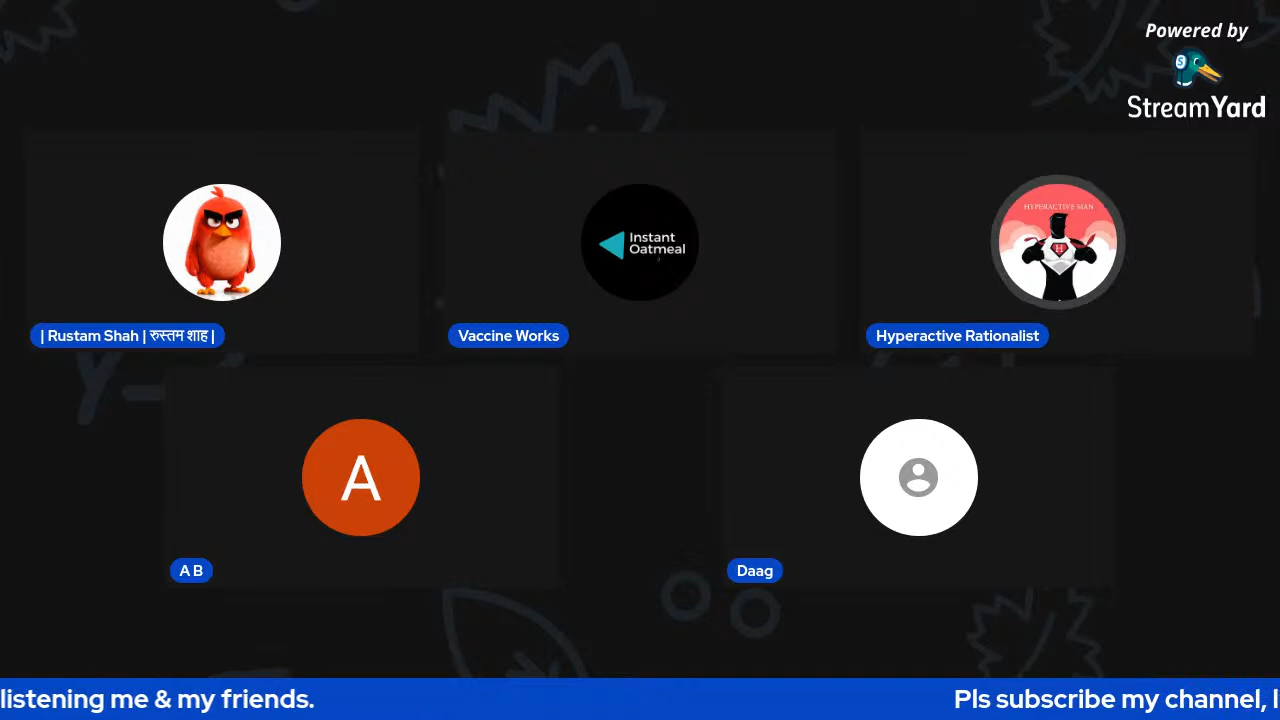 Powered by
StreamYard
HYPERACTIVE MAN
H
Instant
Oatmeal
| Rustam Shah | रुस्तम शाह |
Vaccine Works
Hyperactive Rationalist
A
A B
Daag
listening me & my friends.
Pls subscribe my channel,